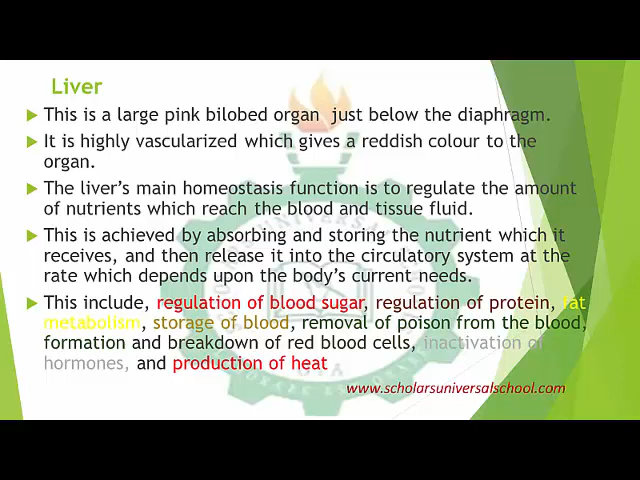 Liver
This is a large pink bilobed organ just below the diaphragm.
It is highly vascularized which gives a reddish colour to the
organ.
The liver's main homeostasis function is to regulate the amount
of nutrients which reach the blood and tissue fluid.
This is achieved by absorbing and storing the nutrient which it
receives, and then release it into the circulatory system at the
rate which depends upon the body's current needs.
This include, regulation of blood sugar, regulation of protein, fat
metabolism, storage of blood, removal of poison from the blood,
formation and breakdown of red blood cells, inactivation of
hormones, and production of heat
www.scholarsuniversalschool.com